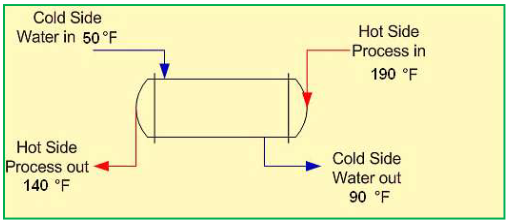 Cold Side
Water in 50 °F
Hot Side
Process in
190 °F
Hot Side
Process out
140 °F
Cold Side
Water out
90 °F